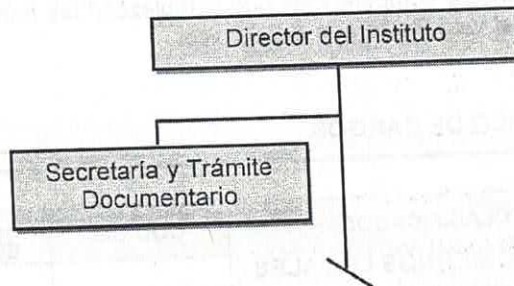 Director del Instituto
Secretaría y Trámite
Documentario